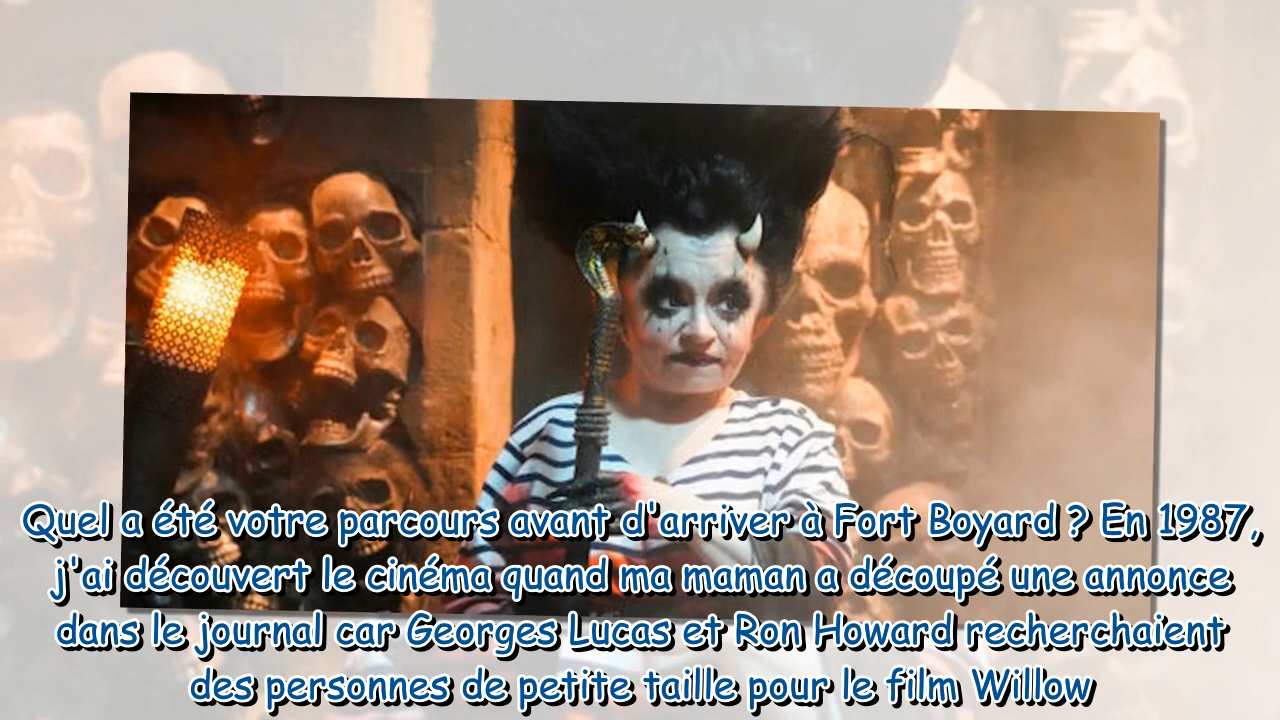 Quel a été votre parcours avant d'arriver à Fort Boyard ? En 1987,
j'ai découvert le cinéma quand ma maman a découpé une annonce
dans le journal car Georges Lucas et Ron Howard recherchaient
des personnes de petite taille pour le film Willow